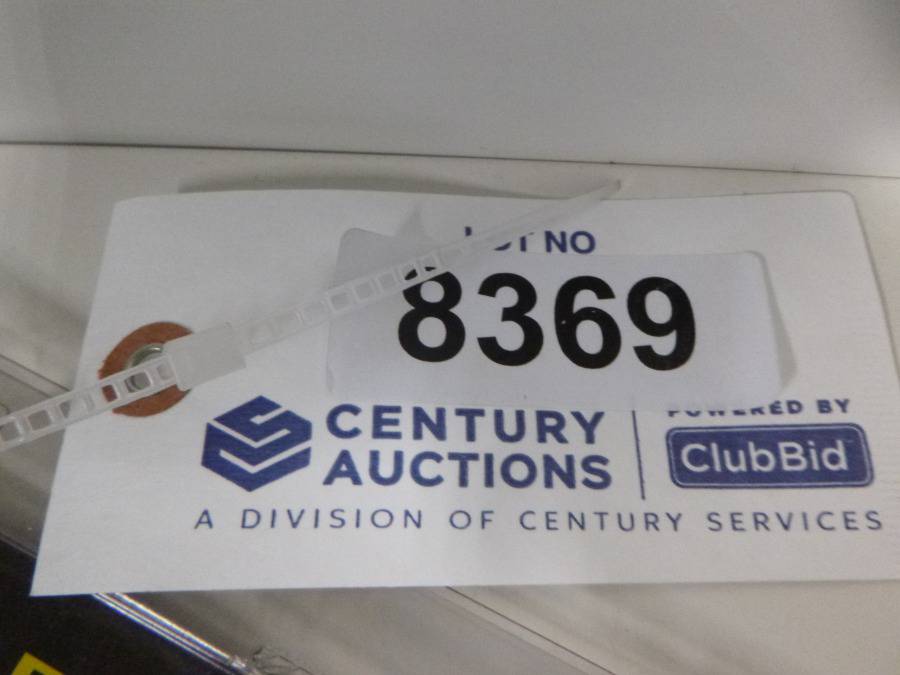 LOT NO
8369
CENTURY
AUCTIONS
POWERED BY
ClubBid
A DIVISION OF CENTURY SERVICES